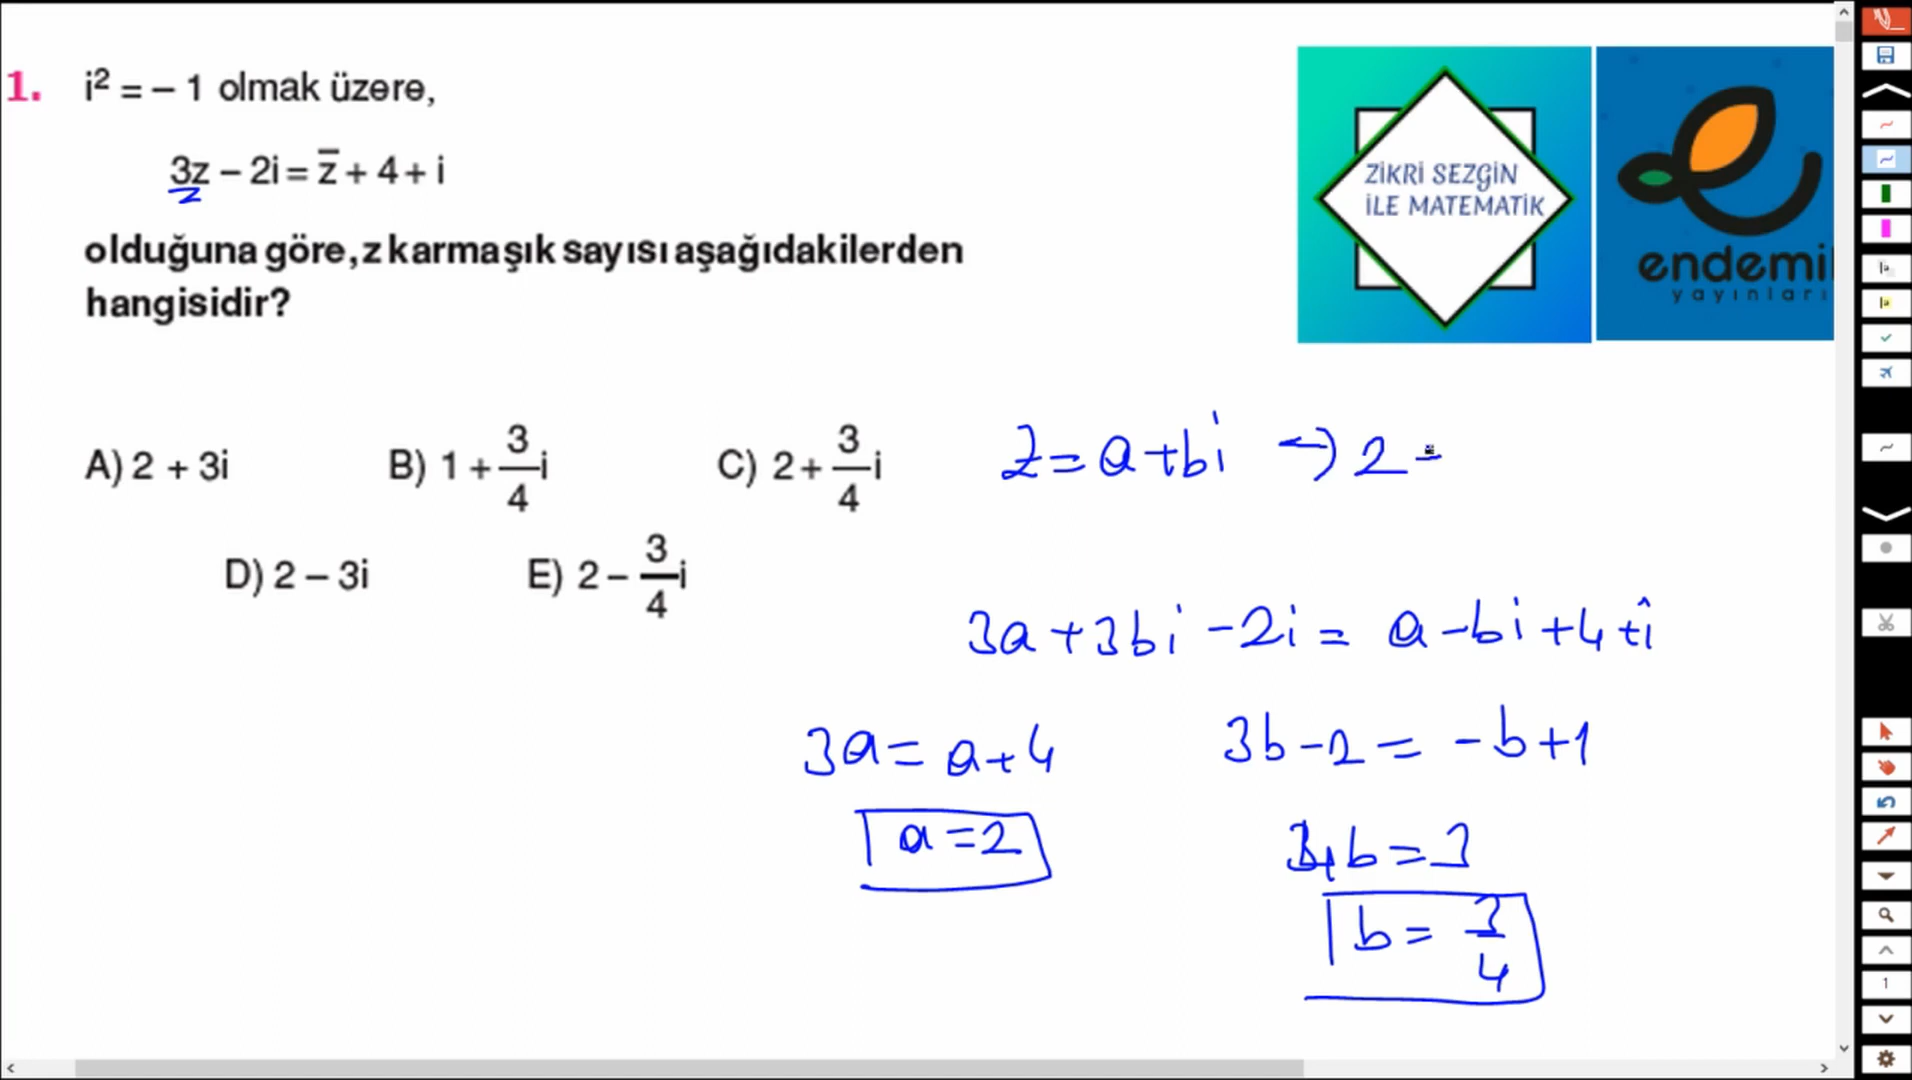 1. i² = – 1 olmak üzere,
3z – 2i = z̅ + 4 + i
z
olduğuna göre, z karmaşık sayısı aşağıdakilerden
hangisidir?
A) 2 + 3i B) 1 + 3/4 i C) 2 + 3/4 i
D) 2 – 3i E) 2 – 3/4 i
ZİKRİ SEZGİN
İLE MATEMATİK
endemi
yayınları
z = a + bi → 2 -
3a + 3bi - 2i = a - bi + 4 + i
3a = a + 4
3b - 2 = -b + 1
a = 2
b = 3
b = 3/4
1